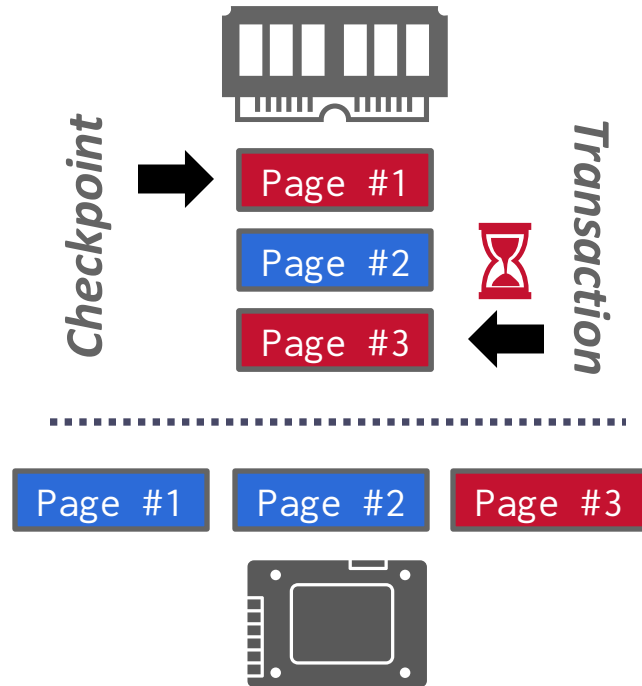 Checkpoint
Transaction
Page #1
Page #2
Page #3
Page #1
Page #2
Page #3